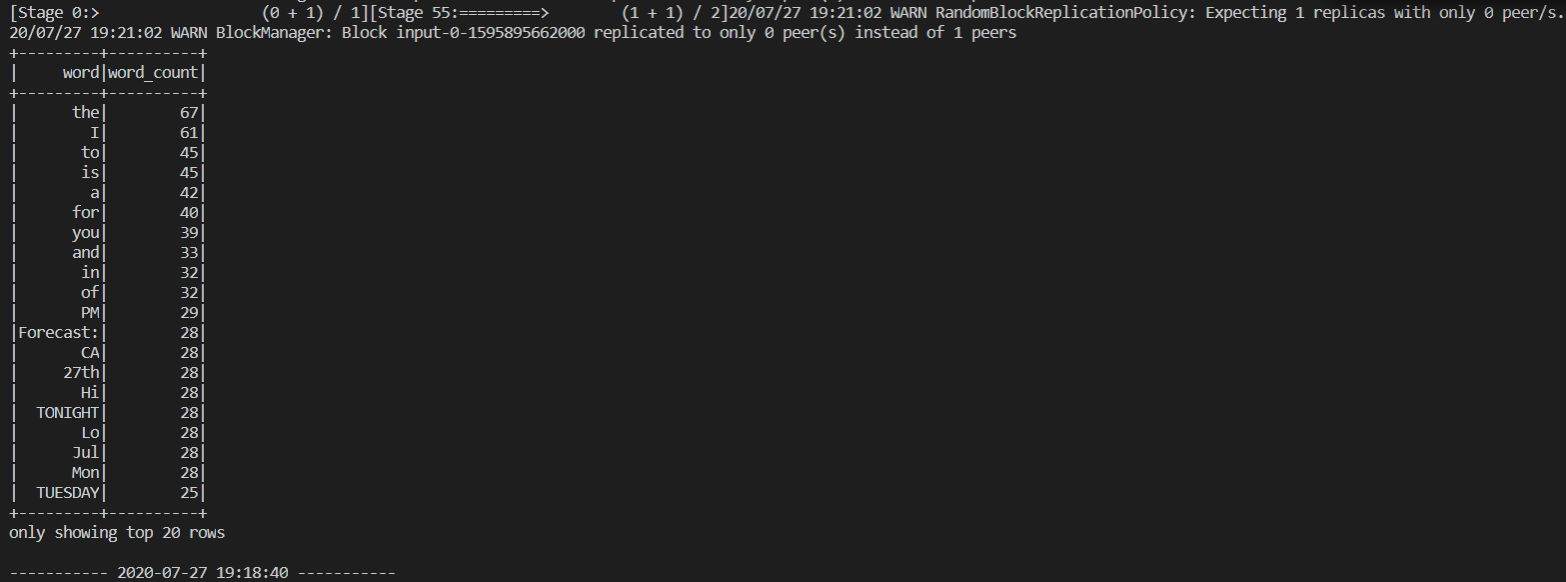 [Stage 0:>                 (0 + 1) / 1][Stage 55:=========>        (1 + 1) / 2]20/07/27 19:21:02 WARN RandomBlockReplicationPolicy: Expecting 1 replicas with only 0 peer/s.
20/07/27 19:21:02 WARN BlockManager: Block input-0-1595895662000 replicated to only 0 peer(s) instead of 1 peers
+---------+----------+
|     word|word_count|
+---------+----------+
|      the|        67|
|        I|        61|
|       to|        45|
|       is|        45|
|        a|        42|
|      for|        40|
|      you|        39|
|      and|        33|
|       in|        32|
|       of|        32|
|       PM|        29|
|Forecast:|        28|
|       CA|        28|
|     27th|        28|
|       Hi|        28|
|  TONIGHT|        28|
|       Lo|        28|
|      Jul|        28|
|      Mon|        28|
|  TUESDAY|        25|
+---------+----------+
only showing top 20 rows
----------- 2020-07-27 19:18:40 -----------